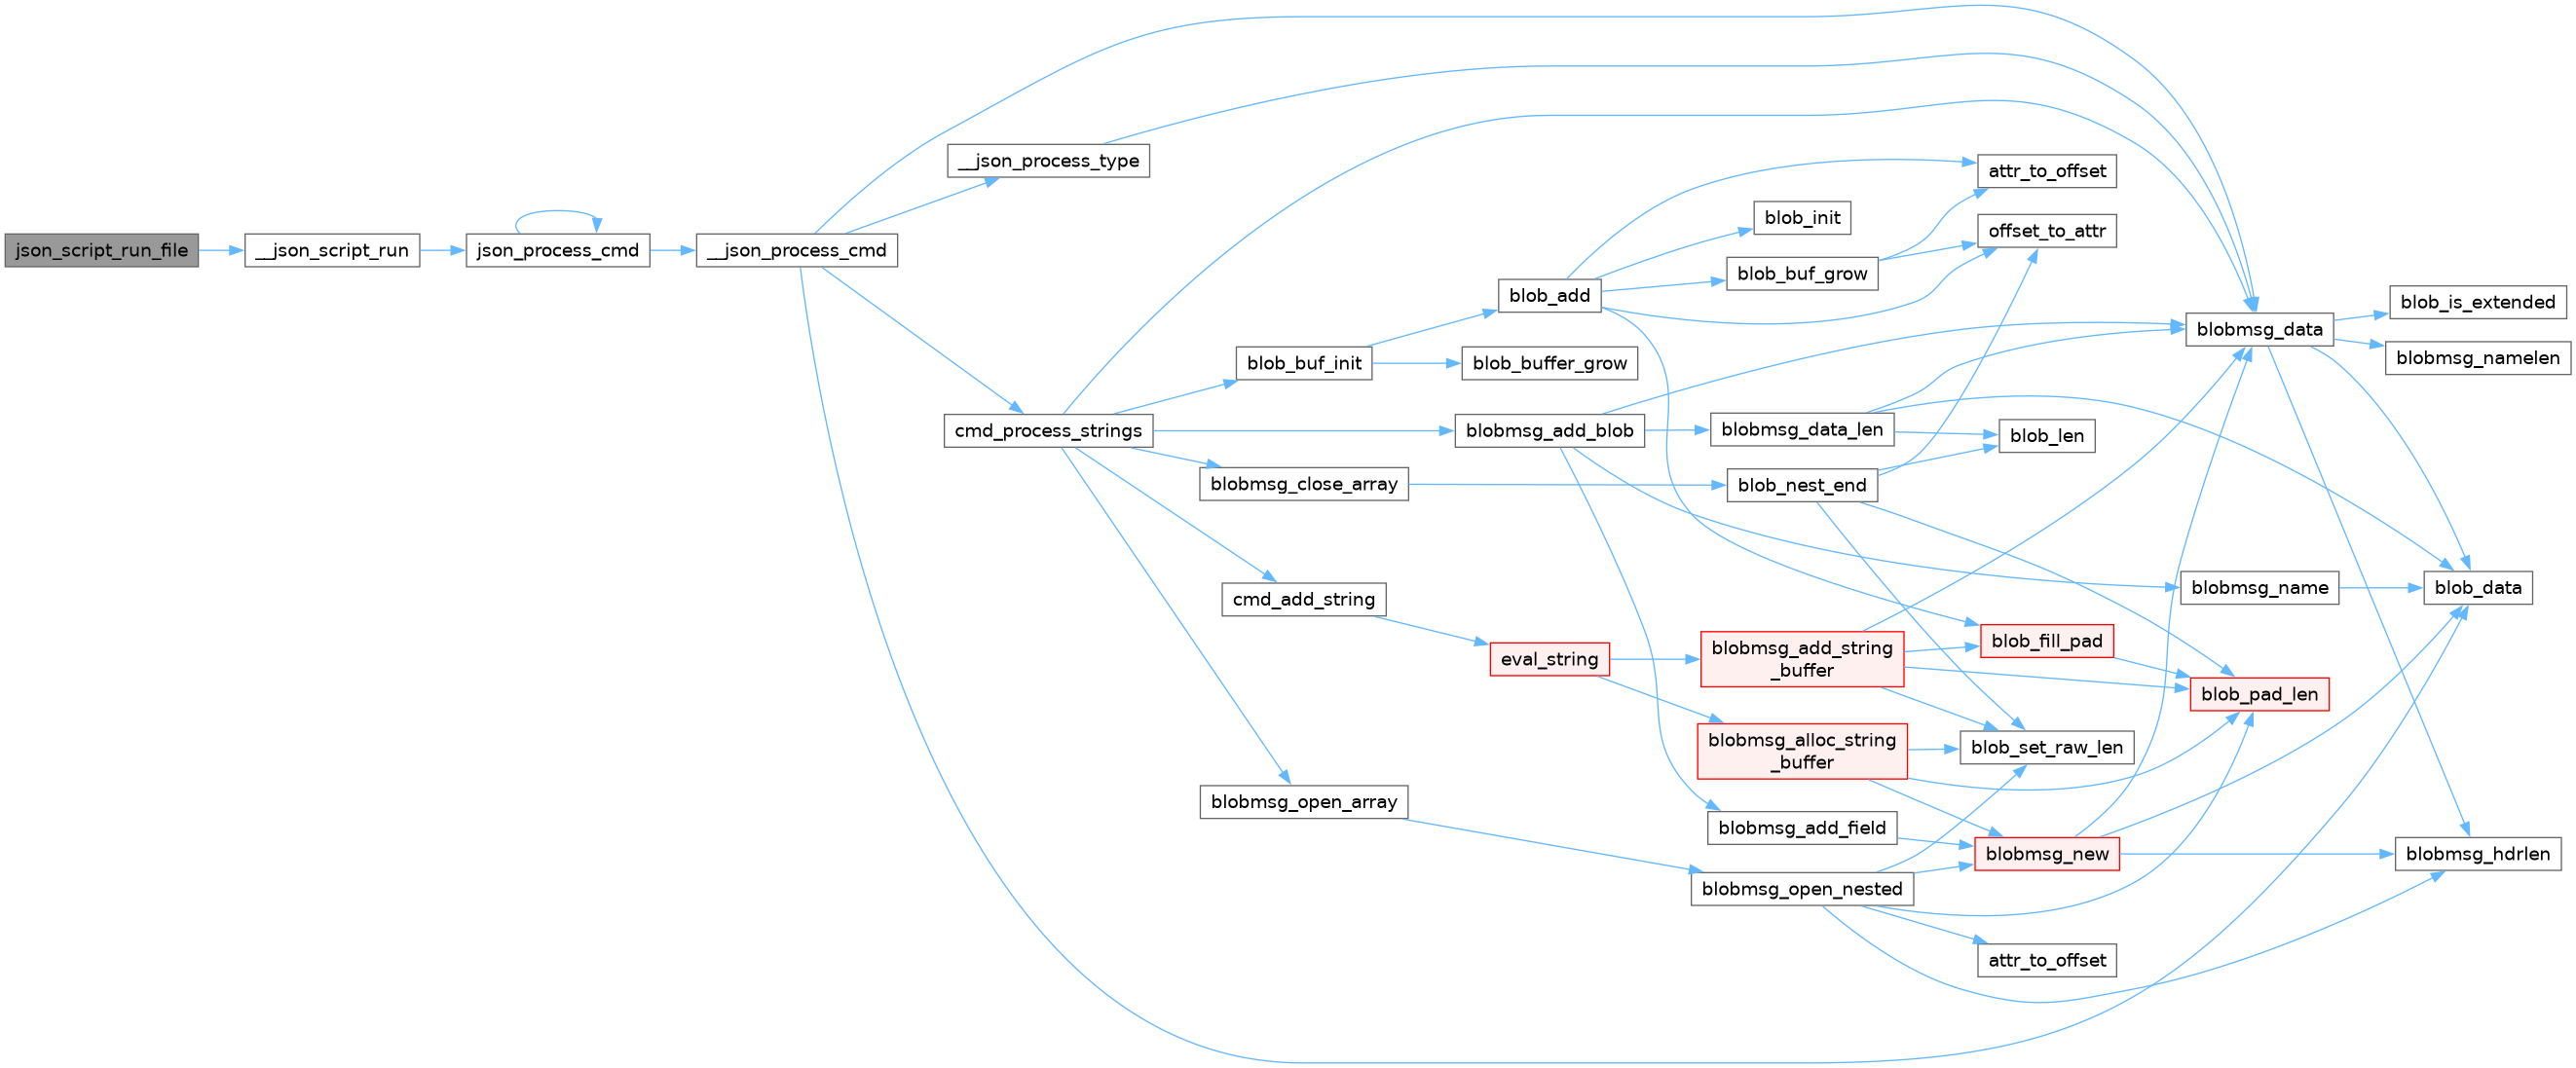 json_script_run_file
__json_script_run
json_process_cmd
__json_process_cmd
__json_process_type
cmd_process_strings
blob_buf_init
blobmsg_close_array
cmd_add_string
blobmsg_open_array
blob_add
blob_buffer_grow
blobmsg_add_blob
eval_string
blob_init
blob_buf_grow
blobmsg_data_len
blob_nest_end
blobmsg_add_string
_buffer
blobmsg_alloc_string
_buffer
blobmsg_add_field
blobmsg_open_nested
attr_to_offset
offset_to_attr
blob_len
blob_fill_pad
blob_set_raw_len
blobmsg_new
attr_to_offset
blobmsg_data
blobmsg_name
blob_pad_len
blob_is_extended
blobmsg_namelen
blob_data
blobmsg_hdrlen